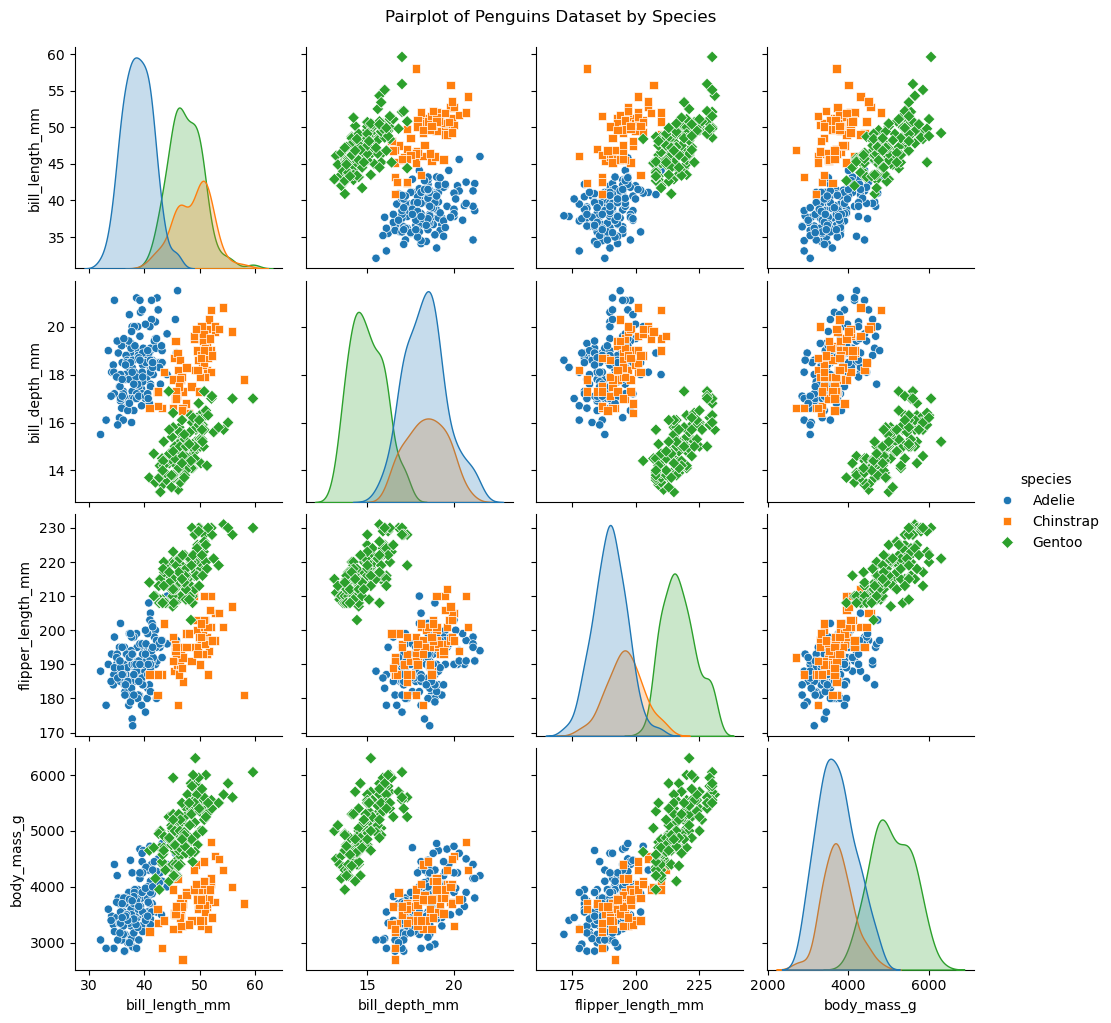 Pairplot of Penguins Dataset by Species
bill_length_mm
60
55
50
45
40
35
bill_depth_mm
20
18
16
14
species
Adelie
Chinstrap
Gentoo
flipper_length_mm
230
220
210
200
190
180
170
body_mass_g
6000
5000
4000
3000
30 40 50 60
15 20
175 200 225
2000 4000 6000
bill_length_mm
bill_depth_mm
flipper_length_mm
body_mass_g